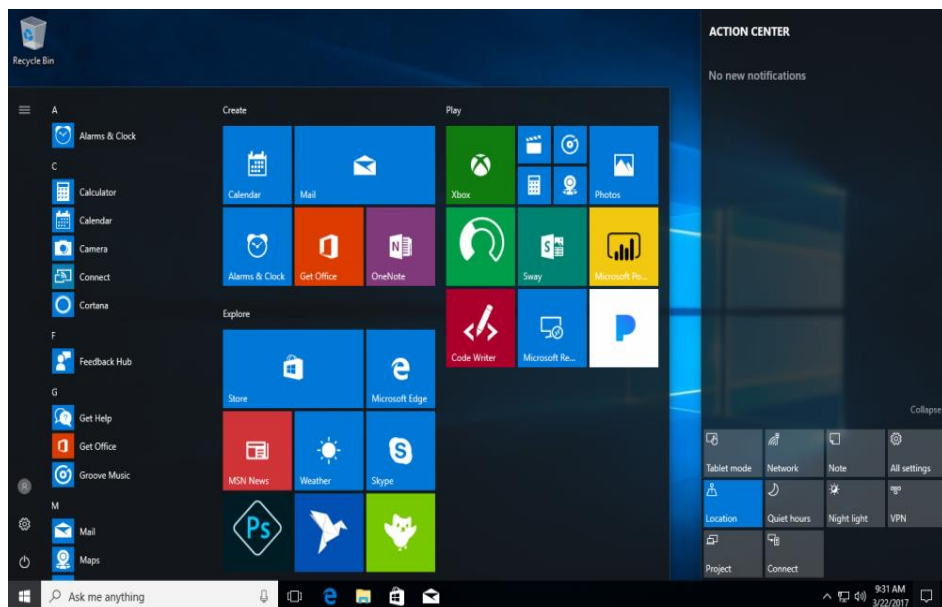 Recycle Bin
A
Alarms & Clock
C
Calculator
Calendar
Camera
Connect
Cortana
F
Feedback Hub
G
Get Help
Get Office
Groove Music
M
Mail
Maps
Create
Calendar
Mail
Alarms & Clock
Get Office
N
OneNote
Explore
Store
Microsoft Edge
MSN News
Weather
S
Skype
Ps
Play
Xbox
Photos
S
Sway
Microsoft Po...
Code Writer
Microsoft Re...
P
ACTION CENTER
No new notifications
Collapse
Tablet mode
Network
Note
All settings
Location
Quiet hours
Night light
VPN
Project
Connect
Ask me anything
9:31 AM
3/22/2017